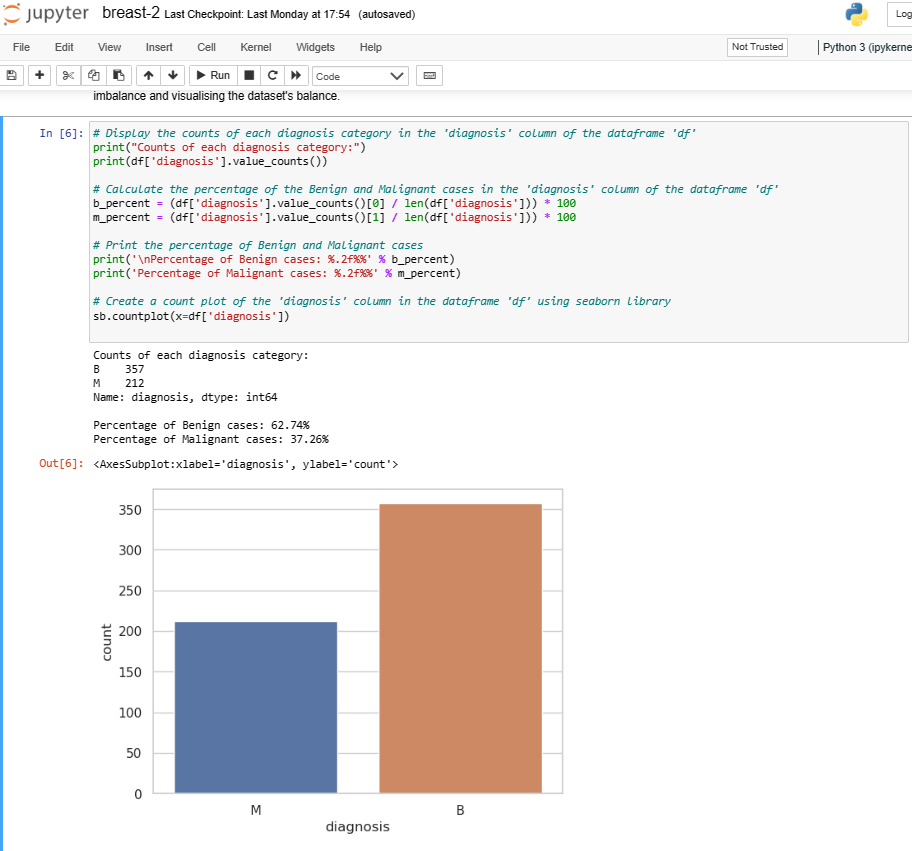 jupyter breast-2 Last Checkpoint: Last Monday at 17:54 (autosaved)
Log
File Edit View Insert Cell Kernel Widgets Help
Not Trusted
Python 3 (ipykerne
Run
Code
imbalance and visualising the dataset's balance.
In [6]:
# Display the counts of each diagnosis category in the 'diagnosis' column of the dataframe 'df'
print("Counts of each diagnosis category:")
print(df['diagnosis'].value_counts())
# Calculate the percentage of the Benign and Malignant cases in the 'diagnosis' column of the dataframe 'df'
b_percent = (df['diagnosis'].value_counts()[0] / len(df['diagnosis'])) * 100
m_percent = (df['diagnosis'].value_counts()[1] / len(df['diagnosis'])) * 100
# Print the percentage of Benign and Malignant cases
print('\nPercentage of Benign cases: %.2f%%' % b_percent)
print('Percentage of Malignant cases: %.2f%%' % m_percent)
# Create a count plot of the 'diagnosis' column in the dataframe 'df' using seaborn library
sb.countplot(x=df['diagnosis'])
Counts of each diagnosis category:
B 357
M 212
Name: diagnosis, dtype: int64
Percentage of Benign cases: 62.74%
Percentage of Malignant cases: 37.26%
Out[6]: <AxesSubplot:xlabel='diagnosis', ylabel='count'>
350
300
250
200
150
100
50
0
count
M B
diagnosis